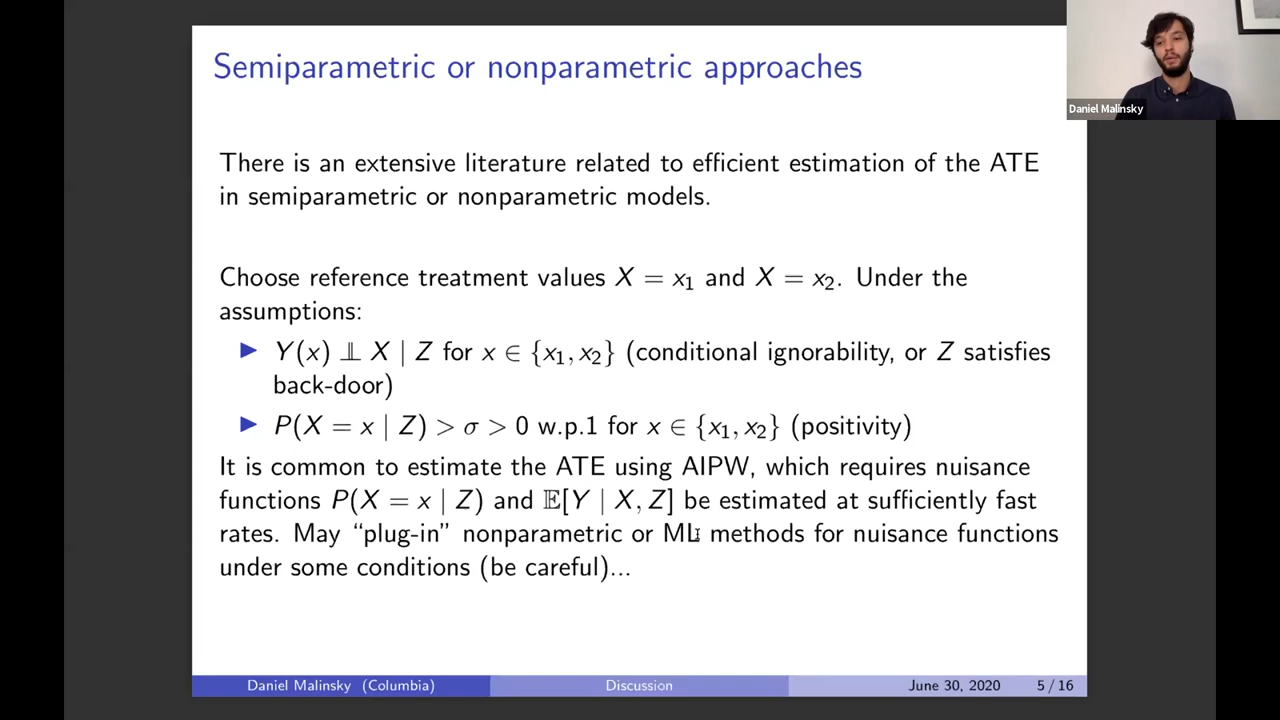 Semiparametric or nonparametric approaches
Daniel Malinsky
There is an extensive literature related to efficient estimation of the ATE
in semiparametric or nonparametric models.
Choose reference treatment values X = x₁ and X = x₂. Under the
assumptions:
▶ Y(x) ⫫ X | Z for x ∈ {x₁, x₂} (conditional ignorability, or Z satisfies
back-door)
▶ P(X = x | Z) > σ > 0 w.p.1 for x ∈ {x₁, x₂} (positivity)
It is common to estimate the ATE using AIPW, which requires nuisance
functions P(X = x | Z) and 𝔼[Y | X, Z] be estimated at sufficiently fast
rates. May “plug-in” nonparametric or ML methods for nuisance functions
under some conditions (be careful)...
Daniel Malinsky (Columbia) Discussion June 30, 2020 5 / 16